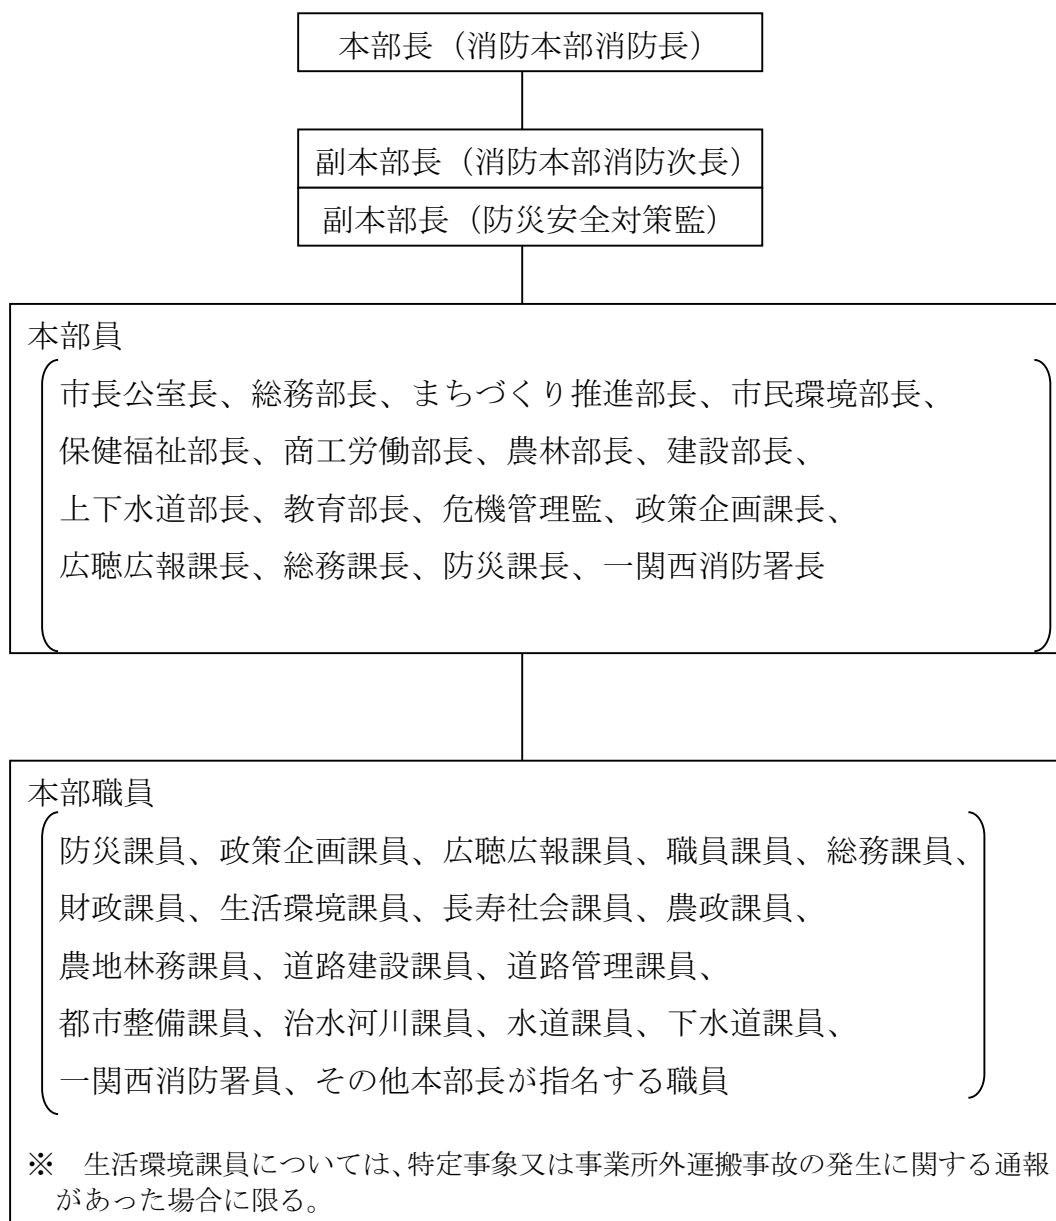 本部長（消防本部消防長）
副本部長（消防本部消防次長）
副本部長（防災安全対策監）
本部員
市長公室長、総務部長、まちづくり推進部長、市民環境部長、
保健福祉部長、商工労働部長、農林部長、建設部長、
上下水道部長、教育部長、危機管理監、政策企画課長、
広聴広報課長、総務課長、防災課長、一関西消防署長
本部職員
防災課員、政策企画課員、広聴広報課員、職員課員、総務課員、
財政課員、生活環境課員、長寿社会課員、農政課員、
農地林務課員、道路建設課員、道路管理課員、
都市整備課員、治水河川課員、水道課員、下水道課員、
一関西消防署員、その他本部長が指名する職員
※　生活環境課員については、特定事象又は事業所外運搬事故の発生に関する通報
があった場合に限る。